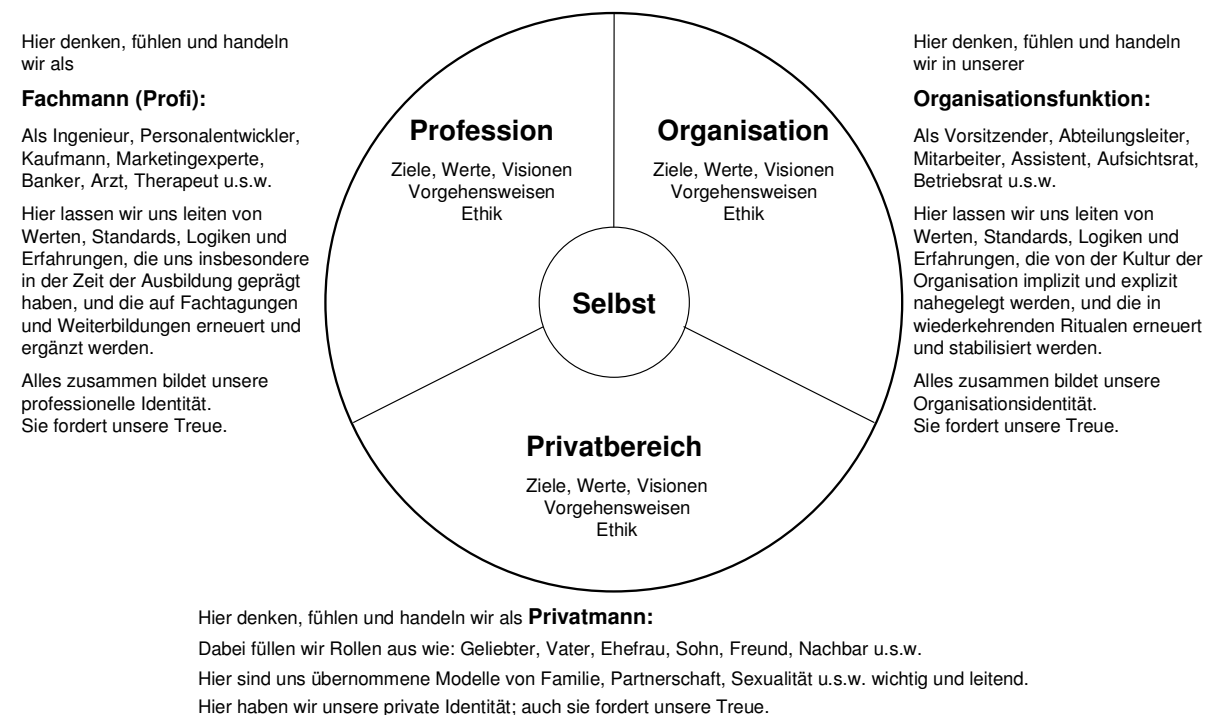 Hier denken, fühlen und handeln
wir als
Fachmann (Profi):
Als Ingenieur, Personalentwickler,
Kaufmann, Marketingexperte,
Banker, Arzt, Therapeut u.s.w.
Hier lassen wir uns leiten von
Werten, Standards, Logiken und
Erfahrungen, die uns insbesondere
in der Zeit der Ausbildung geprägt
haben, und die auf Fachtagungen
und Weiterbildungen erneuert und
ergänzt werden.
Alles zusammen bildet unsere
professionelle Identität.
Sie fordert unsere Treue.
Profession
Ziele, Werte, Visionen
Vorgehensweisen
Ethik
Organisation
Ziele, Werte, Visionen
Vorgehensweisen
Ethik
Selbst
Privatbereich
Ziele, Werte, Visionen
Vorgehensweisen
Ethik
Hier denken, fühlen und handeln
wir in unserer
Organisationsfunktion:
Als Vorsitzender, Abteilungsleiter,
Mitarbeiter, Assistent, Aufsichtsrat,
Betriebsrat u.s.w.
Hier lassen wir uns leiten von
Werten, Standards, Logiken und
Erfahrungen, die von der Kultur der
Organisation implizit und explizit
nahegelegt werden, und die in
wiederkehrenden Ritualen erneuert
und stabilisiert werden.
Alles zusammen bildet unsere
Organisationsidentität.
Sie fordert unsere Treue.
Hier denken, fühlen und handeln wir als Privatmann:
Dabei füllen wir Rollen aus wie: Geliebter, Vater, Ehefrau, Sohn, Freund, Nachbar u.s.w.
Hier sind uns übernommene Modelle von Familie, Partnerschaft, Sexualität u.s.w. wichtig und leitend.
Hier haben wir unsere private Identität; auch sie fordert unsere Treue.